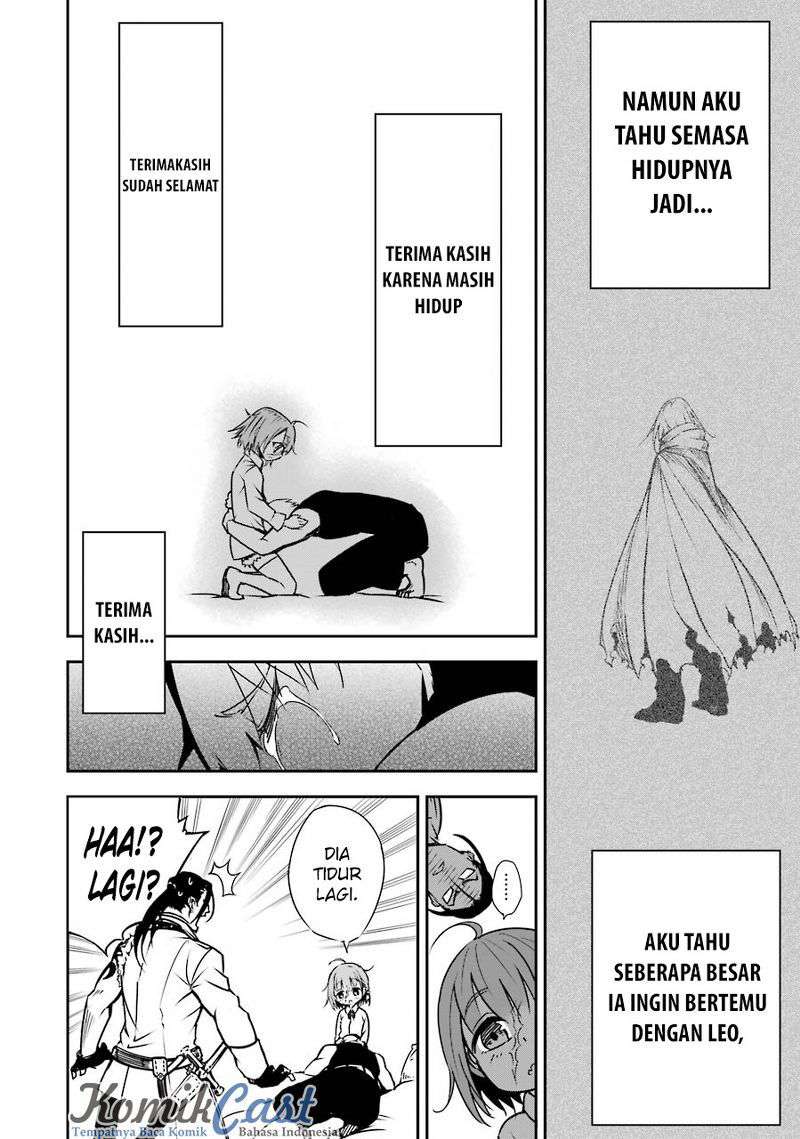 NAMUN AKU
TAHU SEMASA
HIDUPNYA
JADI...
AKU TAHU
SEBERAPA BESAR
IA INGIN BERTEMU
DENGAN LEO,
TERIMA KASIH
KARENA MASIH
HIDUP
TERIMAKASIH
SUDAH SELAMAT
TERIMA
KASIH...
......
DIA
TIDUR
LAGI.
HAA!?
LAGI?
KomikCast
Tempatnya Baca Komik Bahasa Indonesia